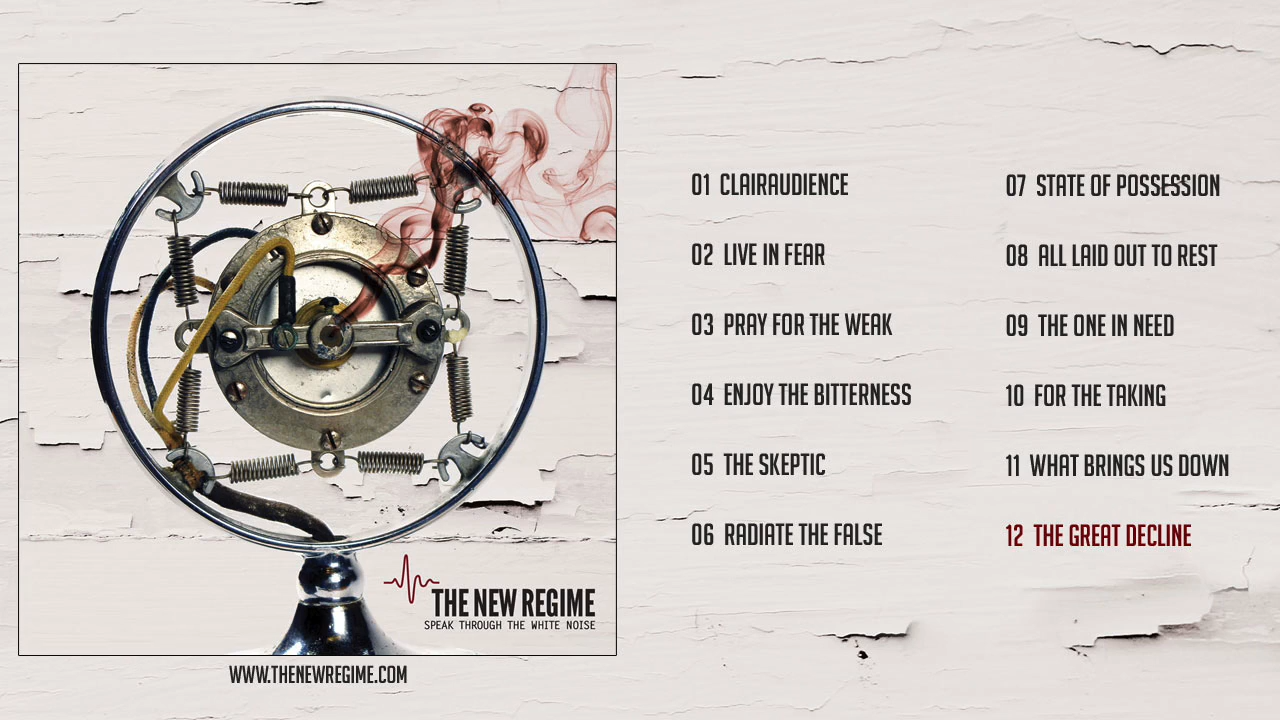 THE NEW REGIME
SPEAK THROUGH THE WHITE NOISE
WWW.THENEWREGIME.COM
01 CLAIRAUDIENCE
02 LIVE IN FEAR
03 PRAY FOR THE WEAK
04 ENJOY THE BITTERNESS
05 THE SKEPTIC
06 RADIATE THE FALSE
07 STATE OF POSSESSION
08 ALL LAID OUT TO REST
09 THE ONE IN NEED
10 FOR THE TAKING
11 WHAT BRINGS US DOWN
12 THE GREAT DECLINE